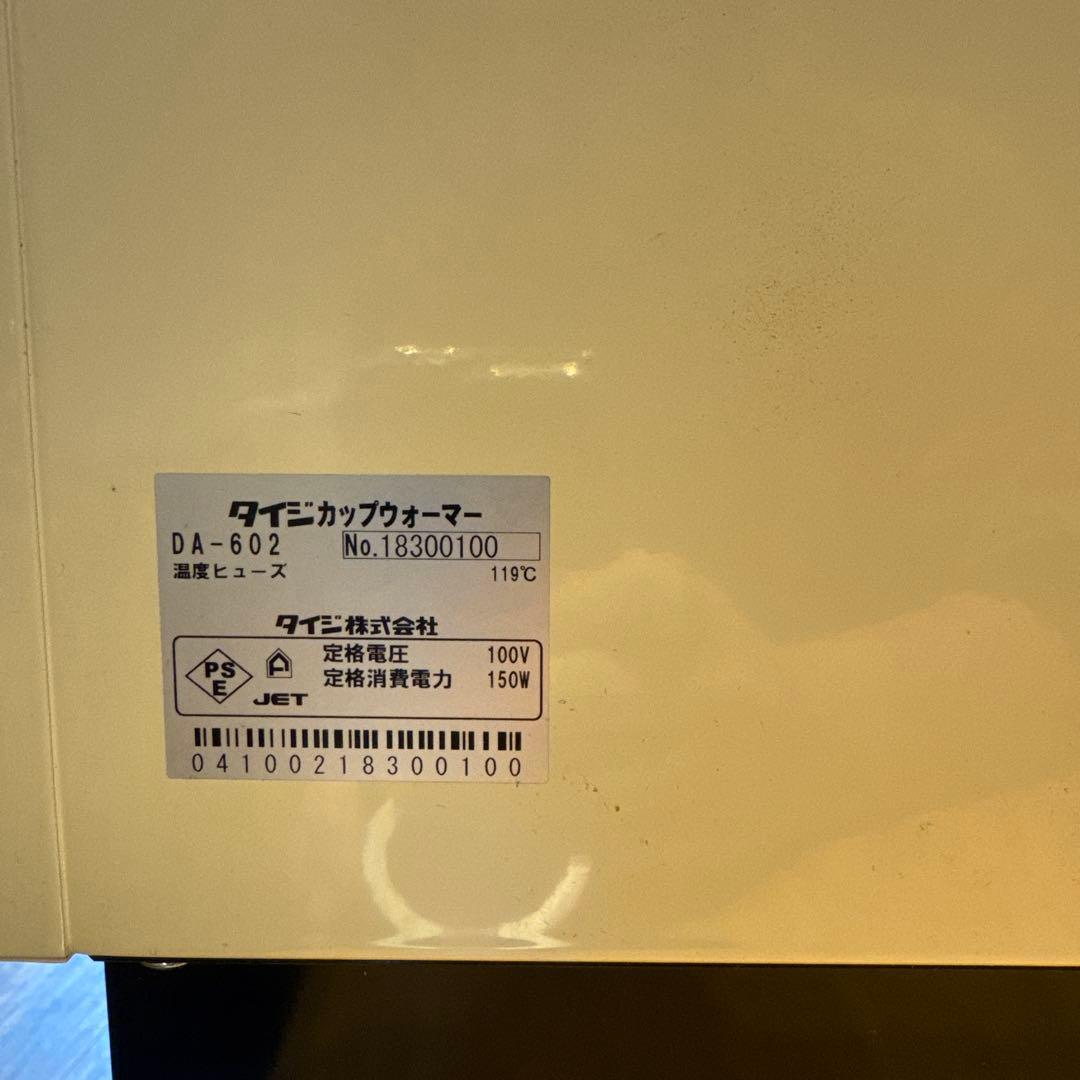 タイジカップウォーマー
DA-602 No.18300100
温度ヒューズ 119℃
タイジ株式会社
PSE A JET 定格電圧 100V
定格消費電力 150W
04100218300100